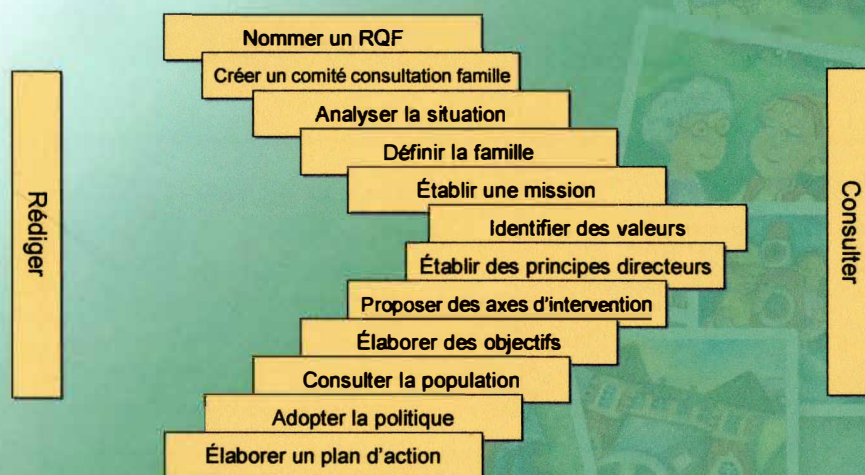 Nommer un RQF
Créer un comité consultation famille
Analyser la situation
Définir la famille
Établir une mission
Identifier des valeurs
Établir des principes directeurs
Proposer des axes d'intervention
Élaborer des objectifs
Consulter la population
Adopter la politique
Élaborer un plan d'action
Rédiger
Consulter